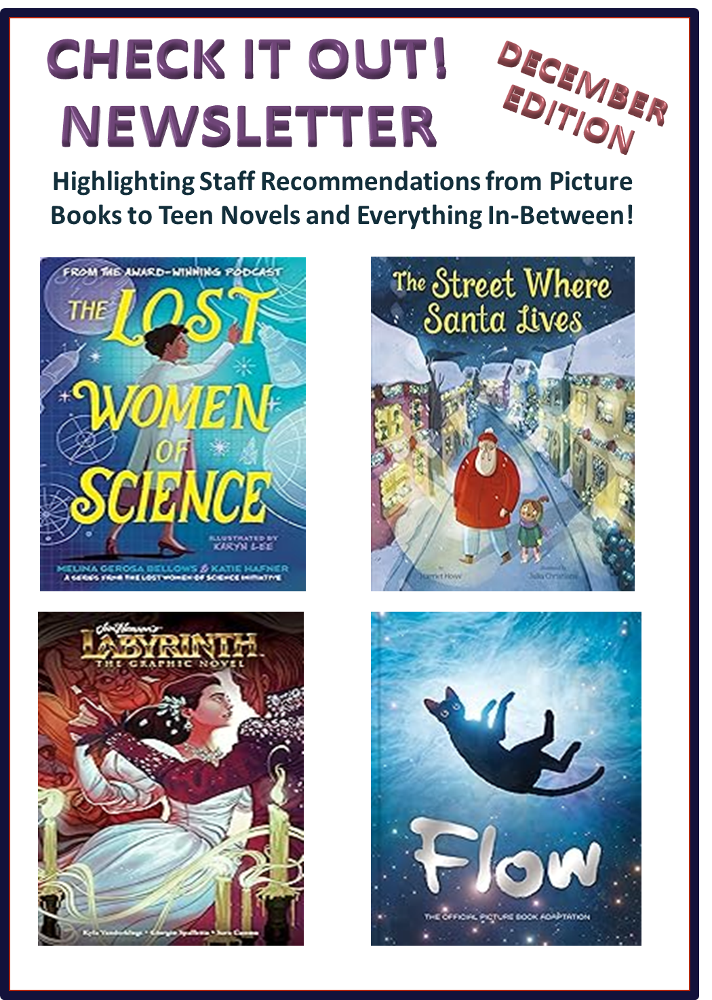 CHECK IT OUT!
NEWSLETTER
DECEMBER
EDITION
Highlighting Staff Recommendations from Picture
Books to Teen Novels and Everything In-Between!
FROM THE AWARD-WINNING PODCAST
THE LOST
WOMEN
OF
SCIENCE
ILLUSTRATED BY
KARYN LEE
MELINA GEROSA BELLOWS & KATIE HAFNER
A SERIES FROM THE LOST WOMEN OF SCIENCE INITIATIVE
The Street Where
Santa Lives
Harriet Howe
Julia Christians
Jim Henson's
LABYRINTH
THE GRAPHIC NOVEL
Flow
THE OFFICIAL PICTURE BOOK ADAPTATION